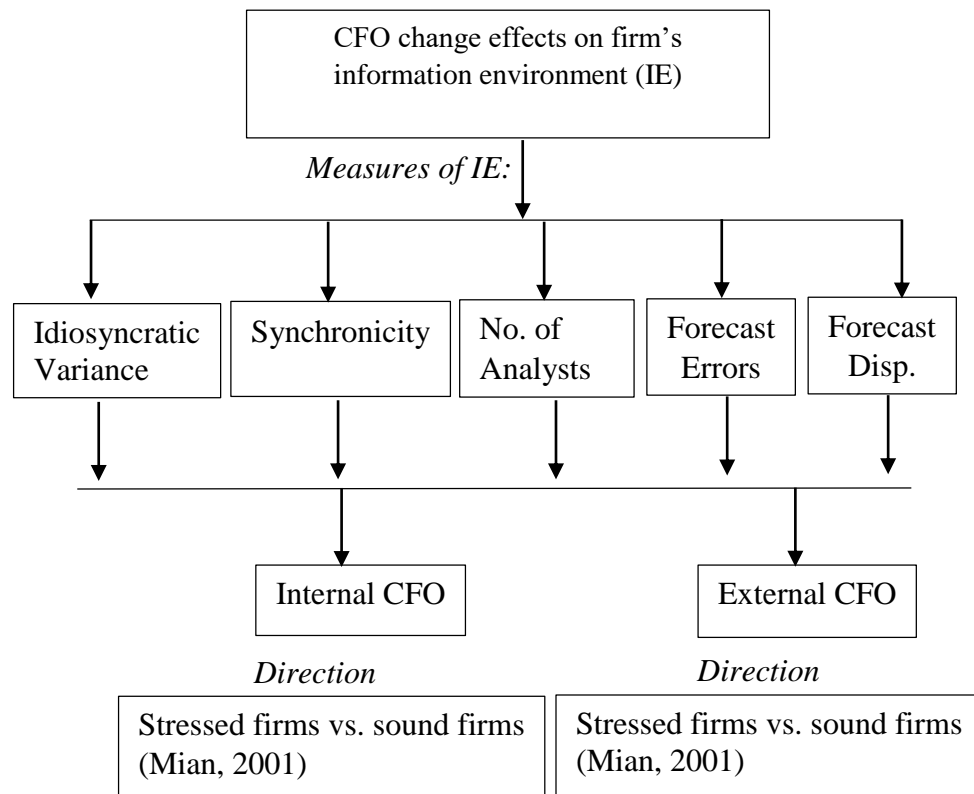 CFO change effects on firm’s
information environment (IE)
Measures of IE:
Idiosyncratic
Variance
Synchronicity
No. of
Analysts
Forecast
Errors
Forecast
Disp.
Internal CFO
External CFO
Direction
Direction
Stressed firms vs. sound firms
(Mian, 2001)
Stressed firms vs. sound firms
(Mian, 2001)